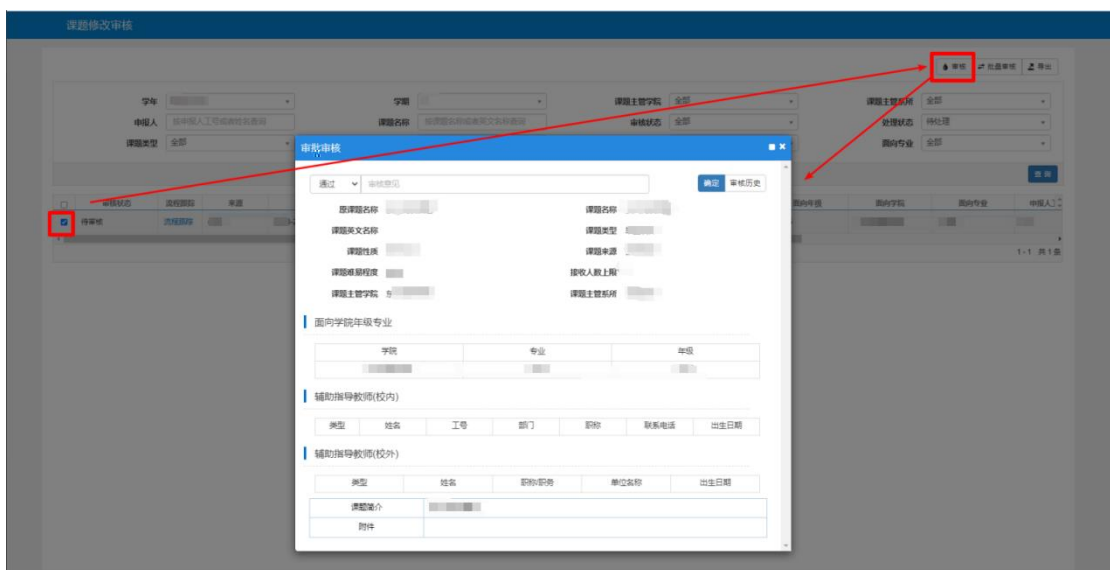 课题修改审核
审核 批量审核 导出
学年 学期 课题主管学院 全部 课题主管系所 全部
申报人 按申报人工号或者姓名查询 课题名称 按课题名称或者英文名称查询 审核状态 全部 处理状态 待处理
课题类型 全部 面向专业 全部
查 询
审核状态 流程跟踪 来源 面向年级 面向学院 面向专业 申报人
待审核 流程跟踪
1-1 共1条
审批审核
通过 审核意见 确定 审核历史
原课题名称 课题名称
课题英文名称 课题类型
课题性质 课题来源
课题难易程度 接收人数上限
课题主管学院 课题主管系所
面向学院年级专业
学院 专业 年级
辅助指导教师(校内)
类型 姓名 工号 部门 职称 联系电话 出生日期
辅助指导教师(校外)
类型 姓名 职称/职务 单位名称 出生日期
课题简介
附件